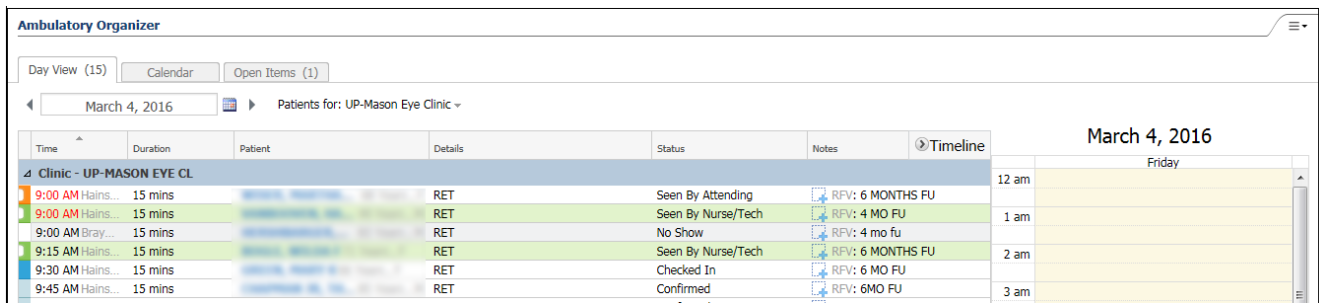 Ambulatory Organizer
Day View (15) Calendar Open Items (1)
March 4, 2016 Patients for: UP-Mason Eye Clinic
Time Duration Patient Details Status Notes Timeline
March 4, 2016
Friday
Clinic - UP-MASON EYE CL
12 am
9:00 AM Hains... 15 mins RET Seen By Attending RFV: 6 MONTHS FU
9:00 AM Hains... 15 mins RET Seen By Nurse/Tech RFV: 4 MO FU
1 am
9:00 AM Bray... 15 mins RET No Show RFV: 4 mo fu
9:15 AM Hains... 15 mins RET Seen By Nurse/Tech RFV: 6 MONTHS FU
2 am
9:30 AM Hains... 15 mins RET Checked In RFV: 6 MO FU
9:45 AM Hains... 15 mins RET Confirmed RFV: 6MO FU
3 am